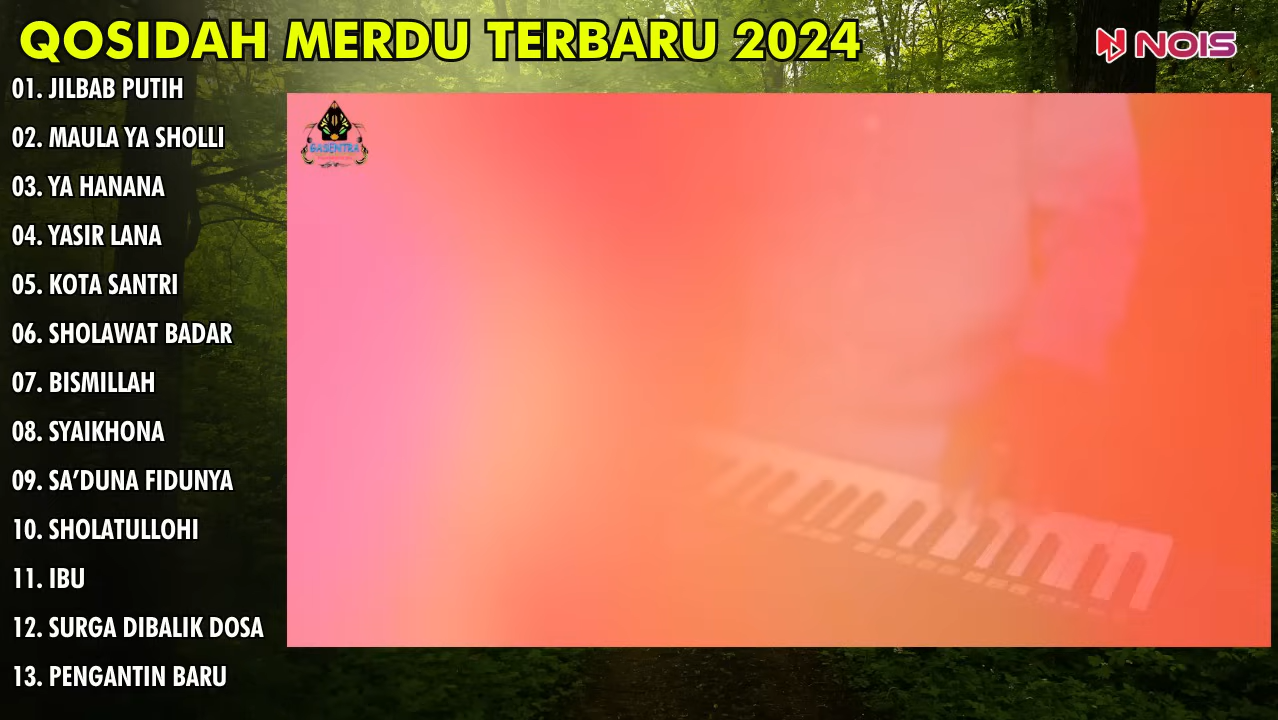 QOSIDAH MERDU TERBARU 2024
NOIS
01. JILBAB PUTIH
02. MAULA YA SHOLLI
03. YA HANANA
04. YASIR LANA
05. KOTA SANTRI
06. SHOLAWAT BADAR
07. BISMILLAH
08. SYAIKHONA
09. SA’DUNA FIDUNYA
10. SHOLATULLOHI
11. IBU
12. SURGA DIBALIK DOSA
13. PENGANTIN BARU
GASENTRA